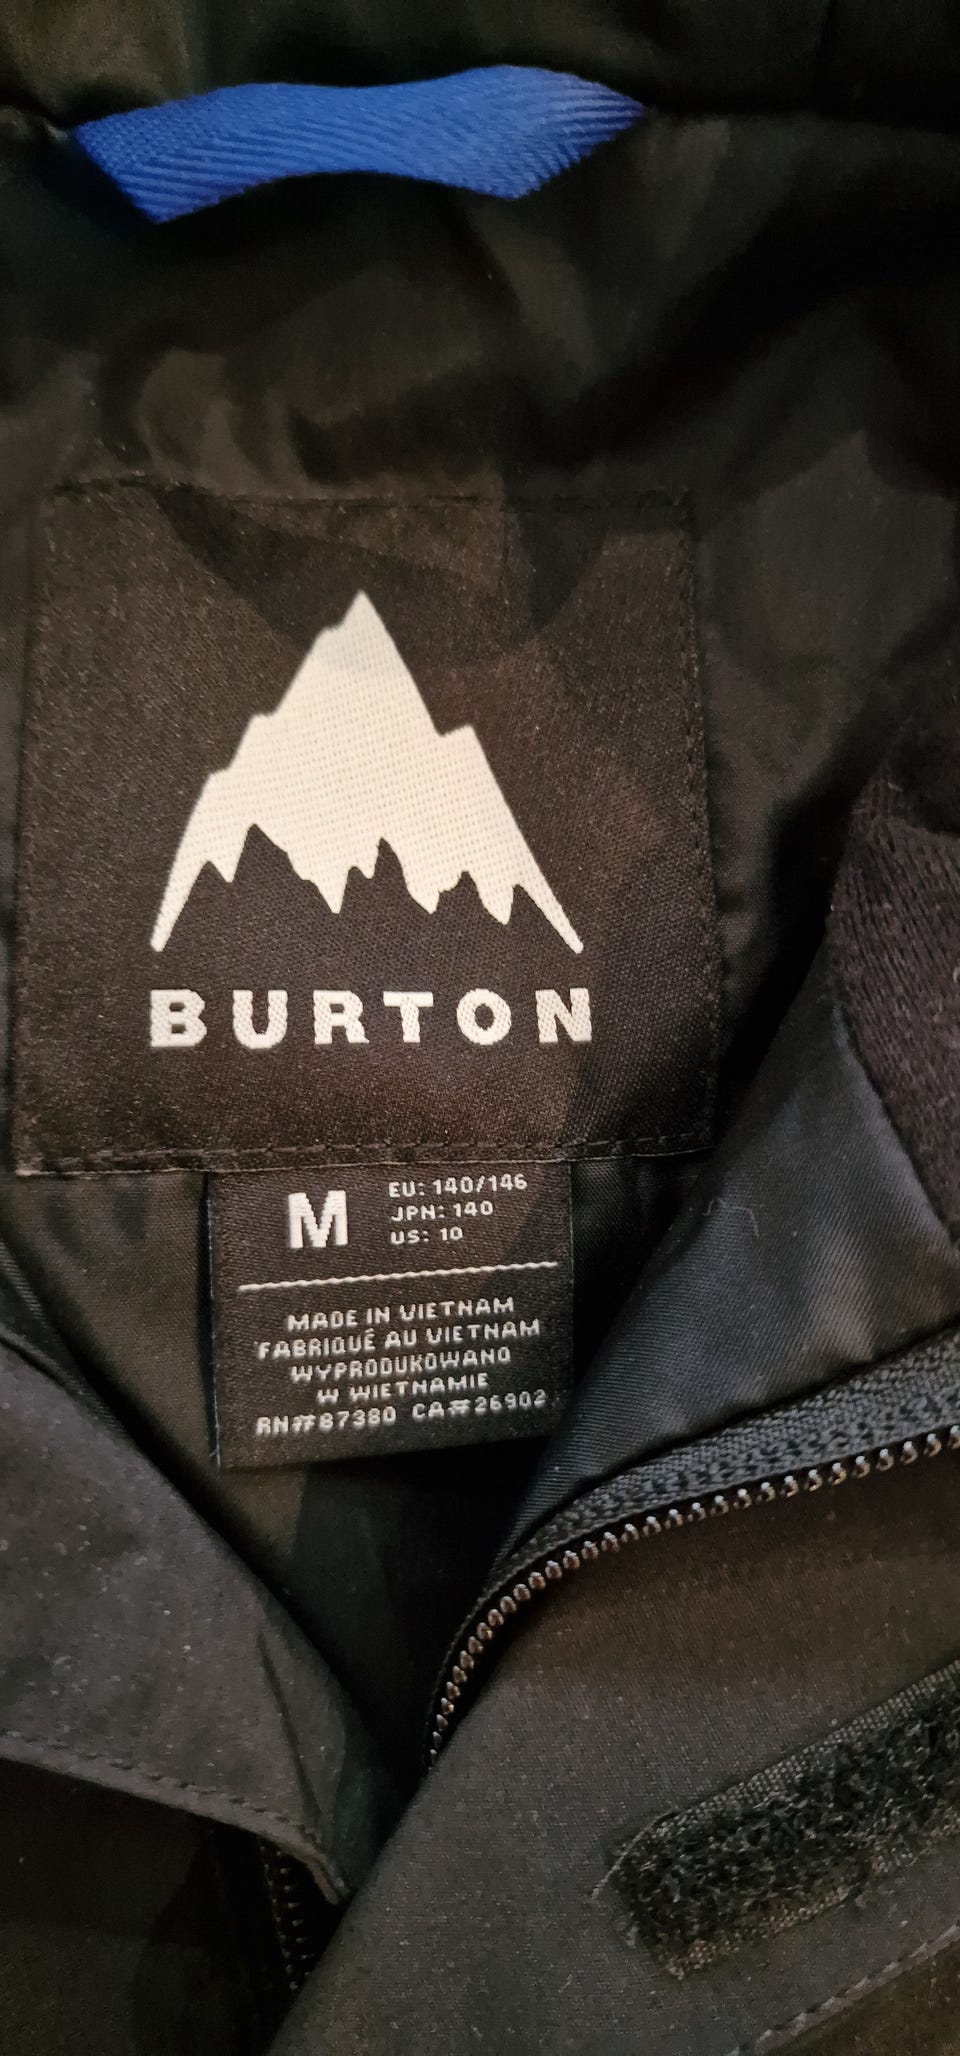 BURTON
M
EU: 140/146
JPN: 140
US: 10
MADE IN VIETNAM
FABRIQUÉ AU VIETNAM
WYPRODUKOWANO
W WIETNAMIE
RN#87380 CA#26902